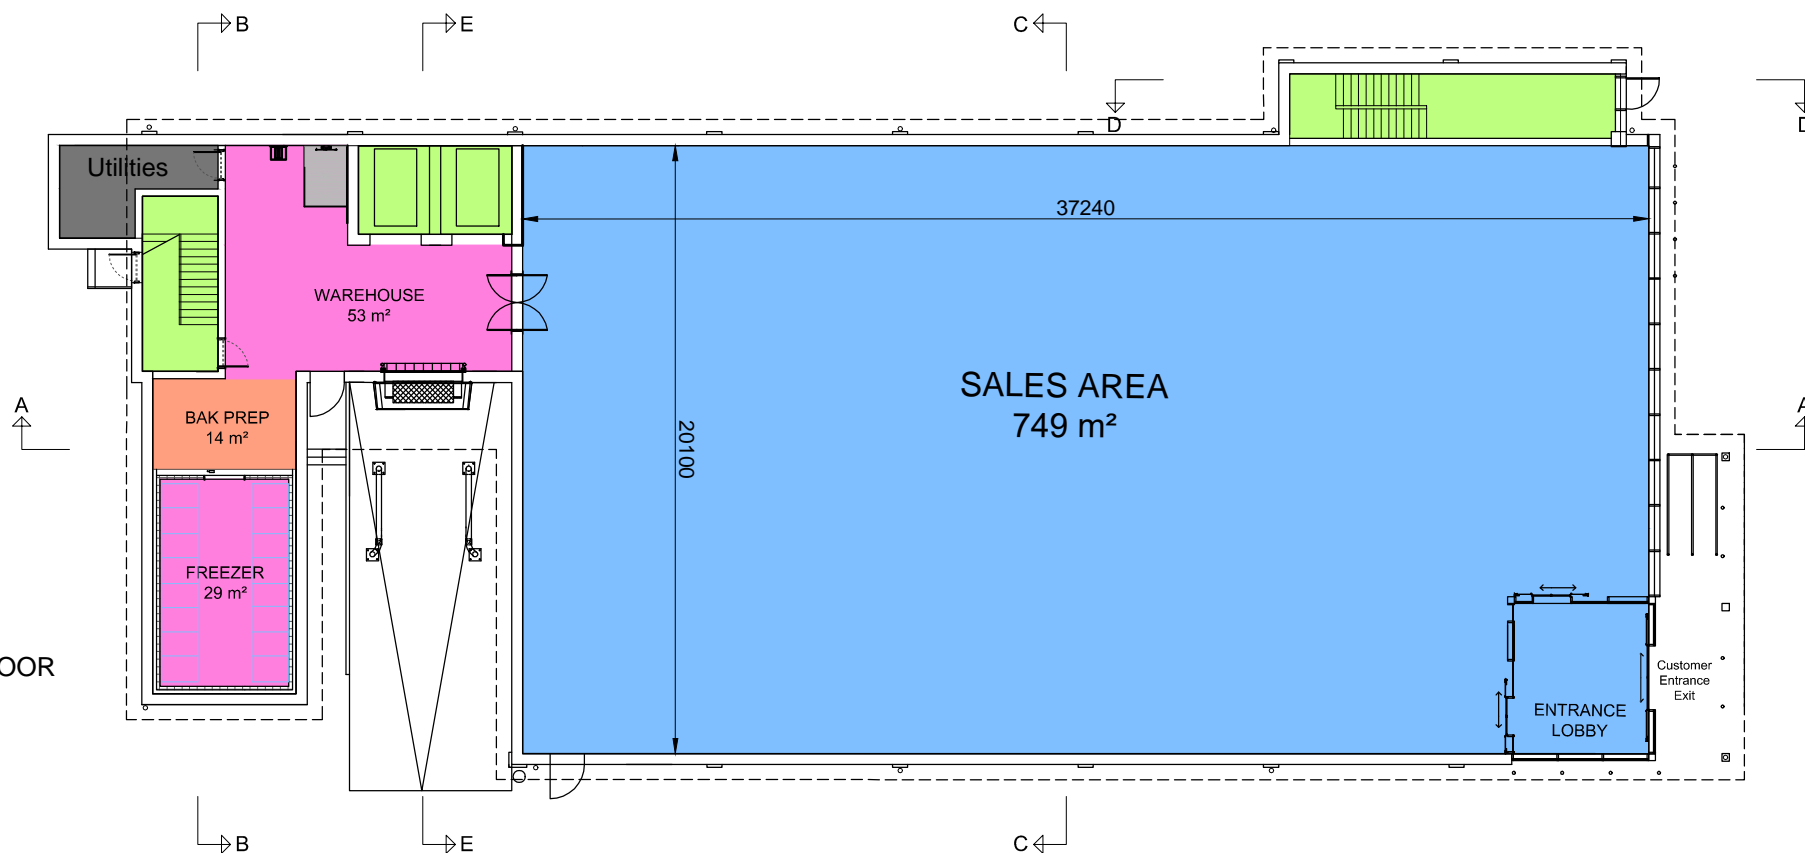 B
E
C
D
D
Utilities
37240
WAREHOUSE
53 m²
SALES AREA
749 m²
A
A
BAK PREP
14 m²
20100
FREEZER
29 m²
OOR
Customer
Entrance
Exit
ENTRANCE
LOBBY
B
E
C